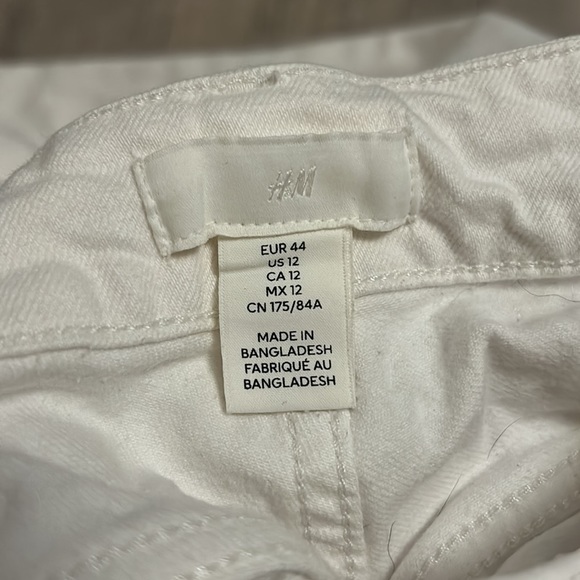 H&M
EUR 44
US 12
CA 12
MX 12
CN 175/84A
MADE IN
BANGLADESH
FABRIQUÉ AU
BANGLADESH